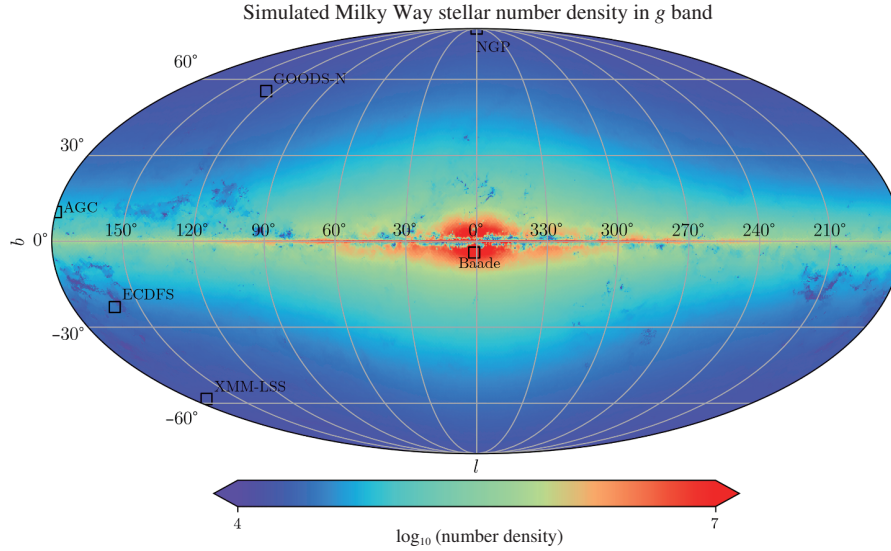 Simulated Milky Way stellar number density in g band
NGP
60°
GOODS-N
30°
AGC
b
0°
150° 120° 90° 60° 30° 0° 330° 300° 270° 210°
Baade
ECDFS
−30°
XMM-LSS
−60°
l
4 7
log₁₀ (number density)